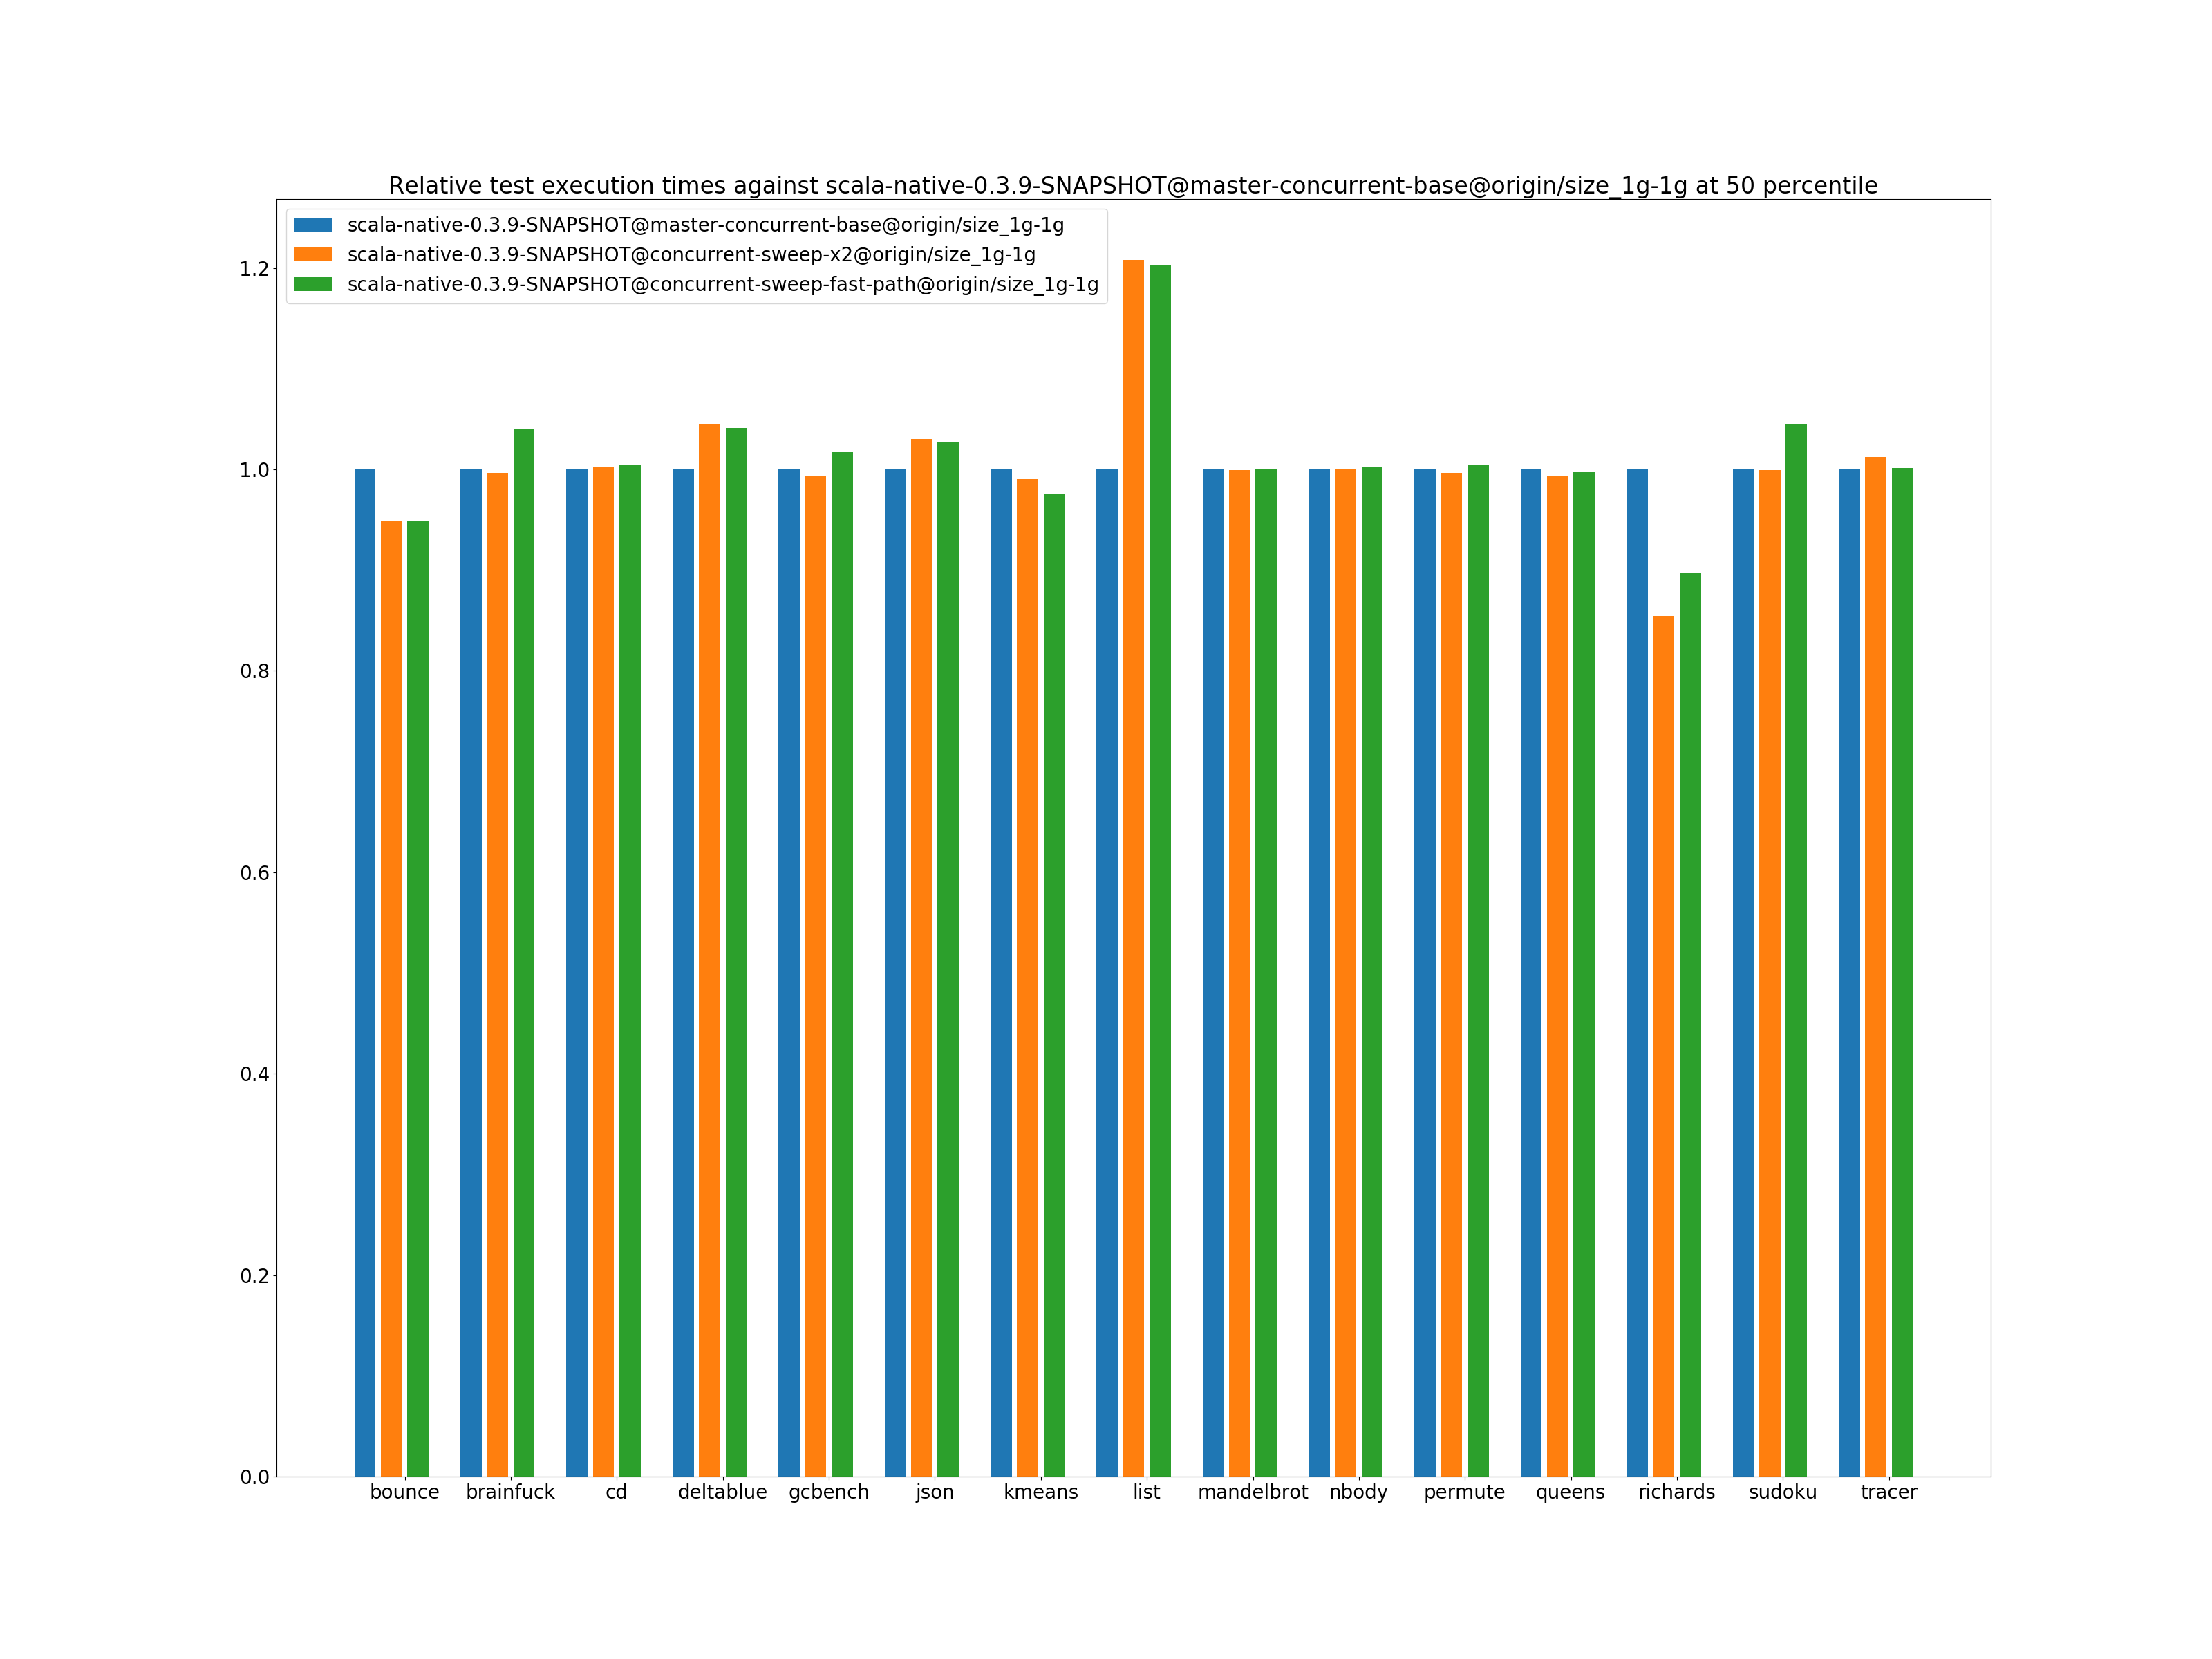 Relative test execution times against scala-native-0.3.9-SNAPSHOT@master-concurrent-base@origin/size_1g-1g at 50 percentile
scala-native-0.3.9-SNAPSHOT@master-concurrent-base@origin/size_1g-1g
scala-native-0.3.9-SNAPSHOT@concurrent-sweep-x2@origin/size_1g-1g
scala-native-0.3.9-SNAPSHOT@concurrent-sweep-fast-path@origin/size_1g-1g
1.2
1.0
0.8
0.6
0.4
0.2
0.0
bounce brainfuck cd deltablue gcbench json kmeans list mandelbrot nbody permute queens richards sudoku tracer